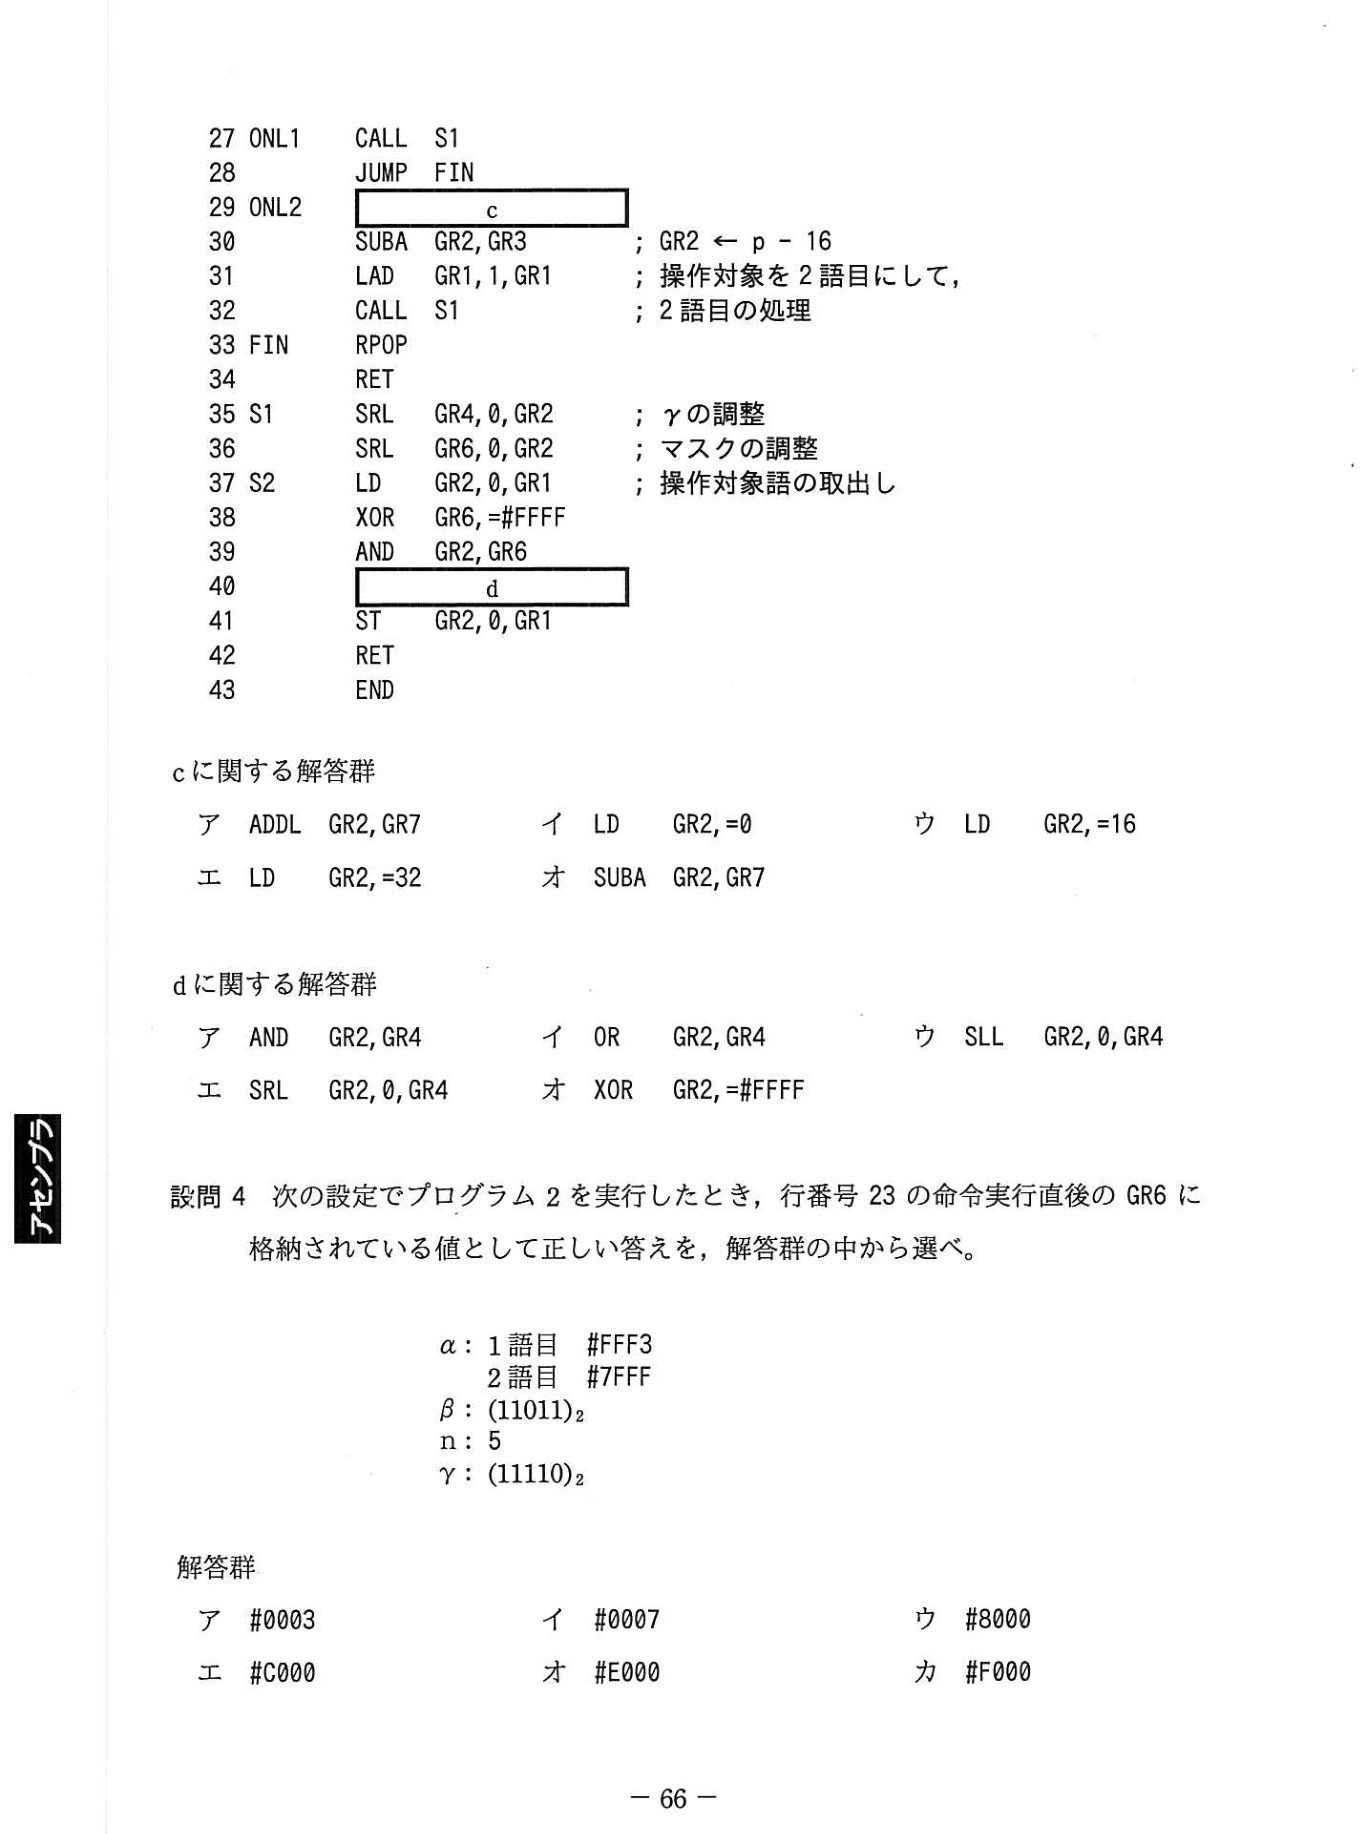 27 ONL1 CALL S1
28 JUMP FIN
29 ONL2 c
30 SUBA GR2,GR3 ; GR2 ← p - 16
31 LAD GR1,1,GR1 ; 操作対象を2語目にして,
32 CALL S1 ; 2語目の処理
33 FIN RPOP
34 RET
35 S1 SRL GR4,0,GR2 ; γの調整
36 SRL GR6,0,GR2 ; マスクの調整
37 S2 LD GR2,0,GR1 ; 操作対象語の取出し
38 XOR GR6,=#FFFF
39 AND GR2,GR6
40 d
41 ST GR2,0,GR1
42 RET
43 END
cに関する解答群
ア ADDL GR2,GR7 イ LD GR2,=0 ウ LD GR2,=16
エ LD GR2,=32 オ SUBA GR2,GR7
dに関する解答群
ア AND GR2,GR4 イ OR GR2,GR4 ウ SLL GR2,0,GR4
エ SRL GR2,0,GR4 オ XOR GR2,=#FFFF
アセンブラ
設問 4 次の設定でプログラム 2 を実行したとき，行番号 23 の命令実行直後の GR6 に
格納されている値として正しい答えを，解答群の中から選べ。
α： 1語目 #FFF3
2語目 #7FFF
β： (11011)₂
n： 5
γ： (11110)₂
解答群
ア #0003 イ #0007 ウ #8000
エ #C000 オ #E000 カ #F000
— 66 —